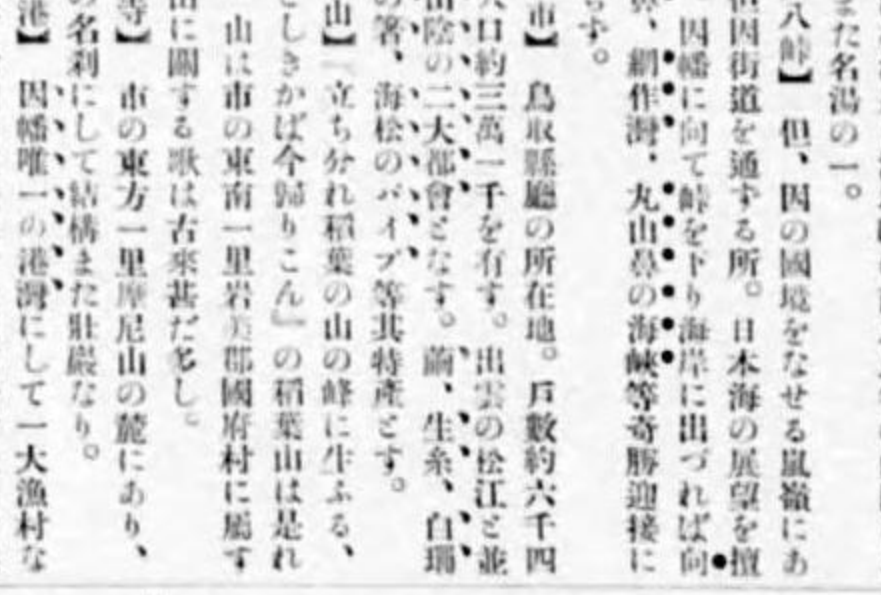 また名湯の一。
八峠】 但、因の國境をなせる嵐嶺にあ
但因街道を通ずる所。日本海の展望を擅
因幡に向て峠を下り海岸に出づれば向
網作灣、丸山鼻の海峽等奇勝迎接に
す。
市】 鳥取縣廳の所在地。戸數約六千四
人口約三萬一千を有す。出雲の松江と並
山陰の二大都會となす。繭、生糸、白珊
の箸、海松のパイプ等其特產とす。
山】『立ち分れ稻葉の山の峰に生ふる、
としきかば今歸りこん』の稻葉山は是れ
山は市の東南一里岩美郡國府村に屬す
に關する歌は古來甚だ多し。
寺】 市の東方一里摩尼山の麓にあり、
の名刹にして結構また壯嚴なり。
港】 因幡唯一の港灣にして一大漁村な